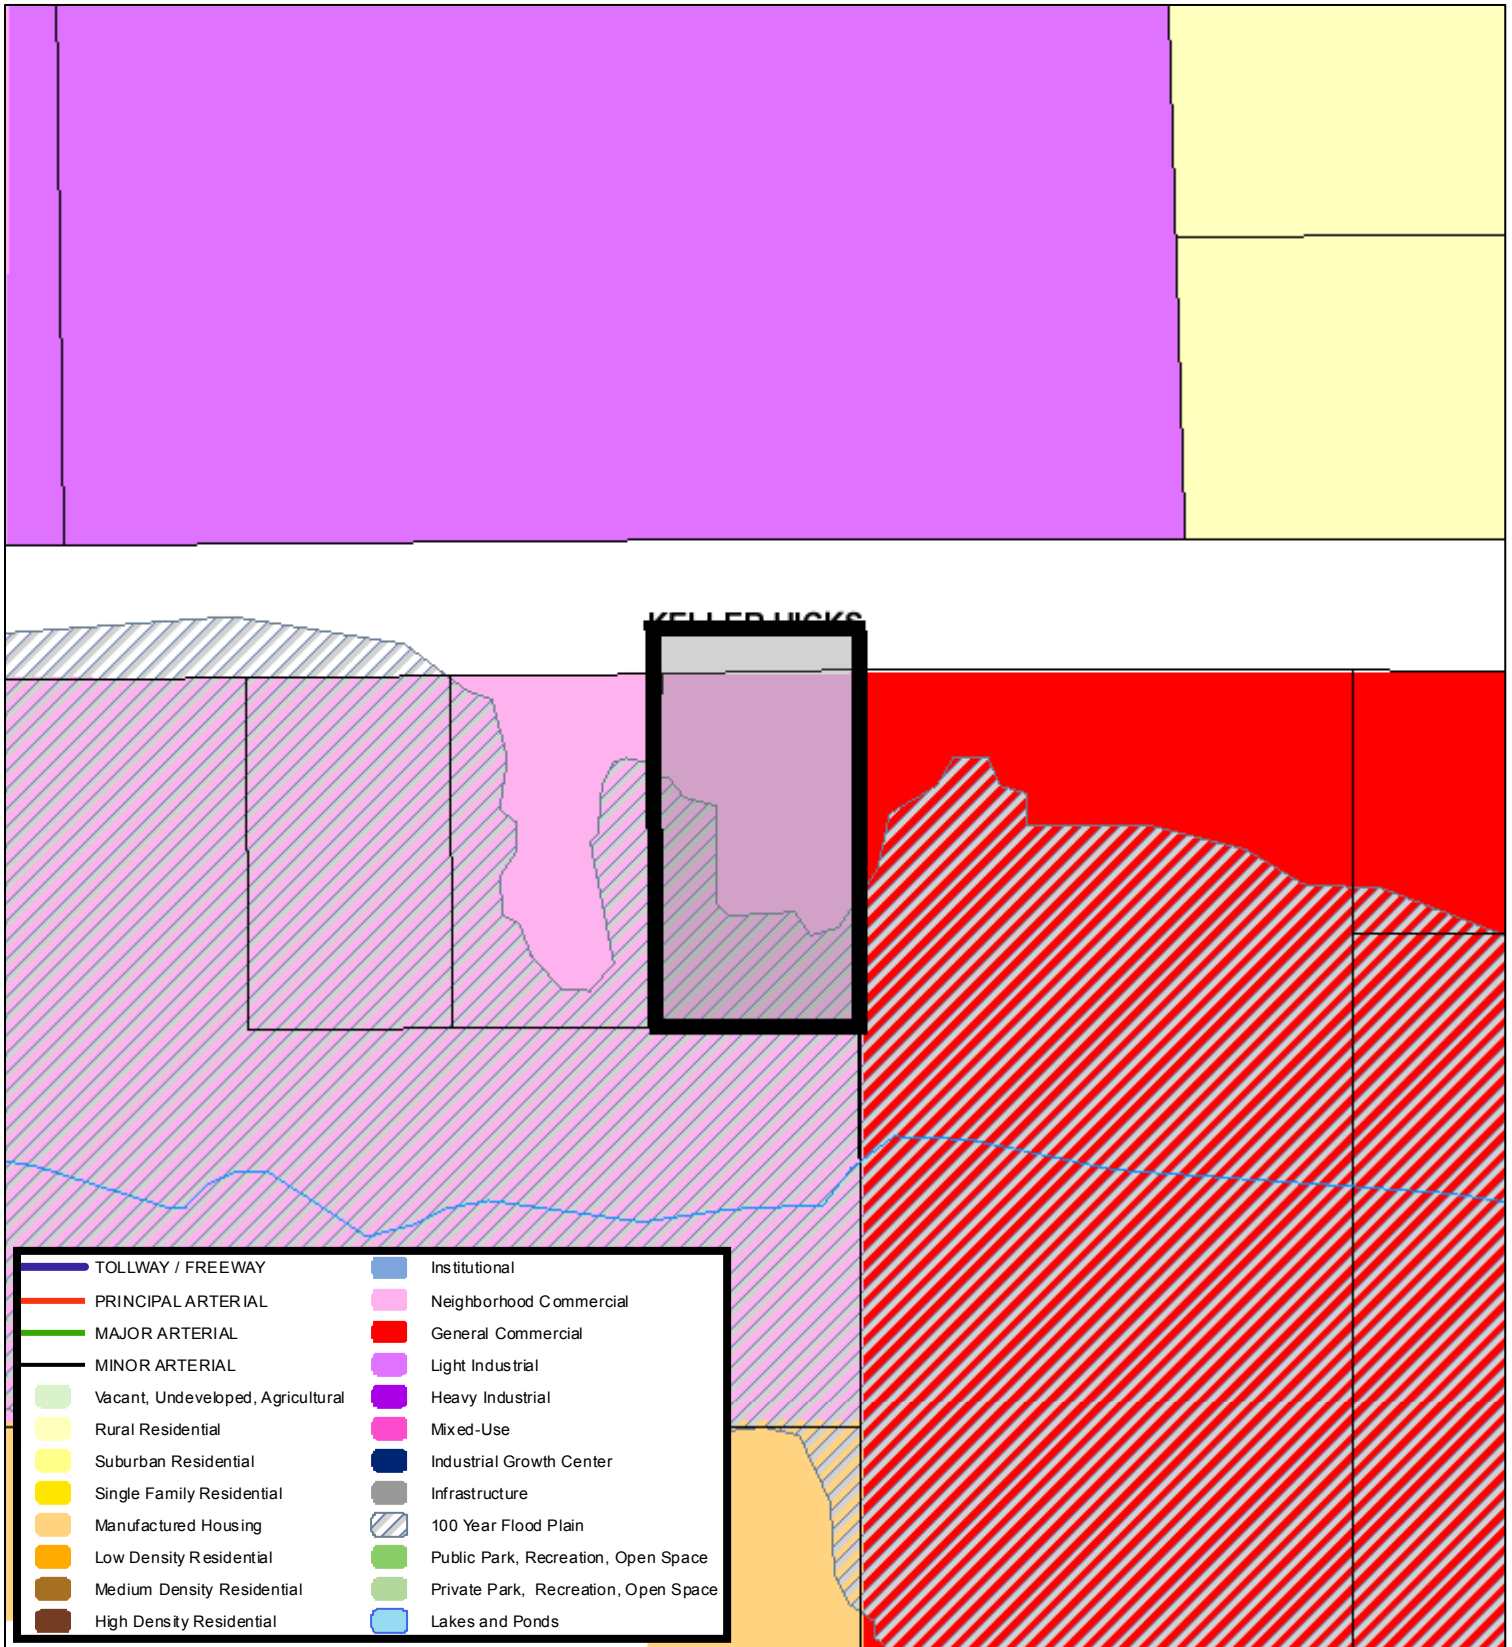 KELLER HICKS
TOLLWAY / FREEWAY
PRINCIPAL ARTERIAL
MAJOR ARTERIAL
MINOR ARTERIAL
Vacant, Undeveloped, Agricultural
Rural Residential
Suburban Residential
Single Family Residential
Manufactured Housing
Low Density Residential
Medium Density Residential
High Density Residential
Institutional
Neighborhood Commercial
General Commercial
Light Industrial
Heavy Industrial
Mixed-Use
Industrial Growth Center
Infrastructure
100 Year Flood Plain
Public Park, Recreation, Open Space
Private Park, Recreation, Open Space
Lakes and Ponds